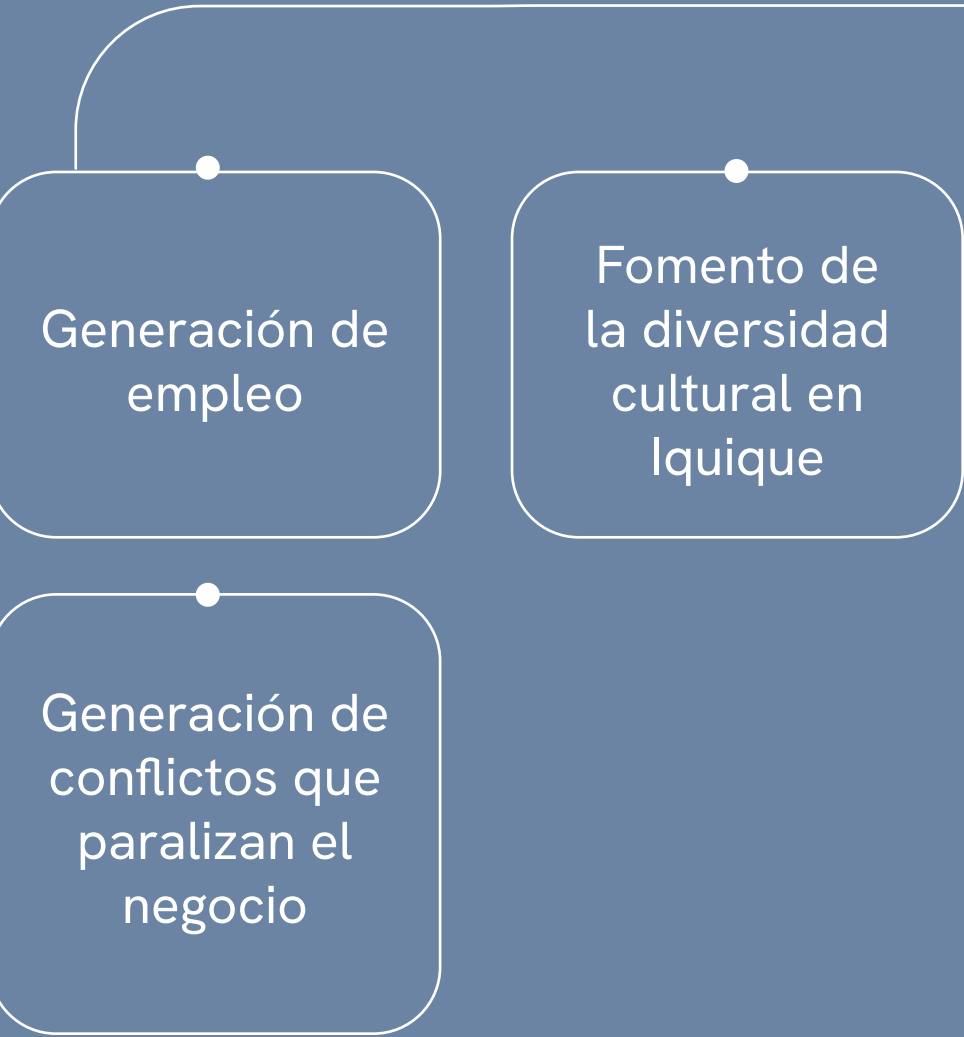 Generación de
empleo
Fomento de
la diversidad
cultural en
Iquique
Generación de
conflictos que
paralizan el
negocio